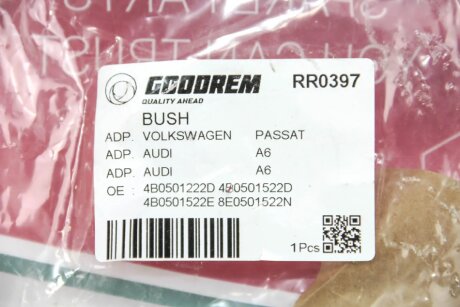 GOODREM
RR0397
QUALITY AHEAD
BUSH
ADP. VOLKSWAGEN PASSAT
ADP. AUDI A6
ADP. AUDI A6
OE : 4B0501222D 4B0501522D
4B0501522E 8E0501522N
1Pcs